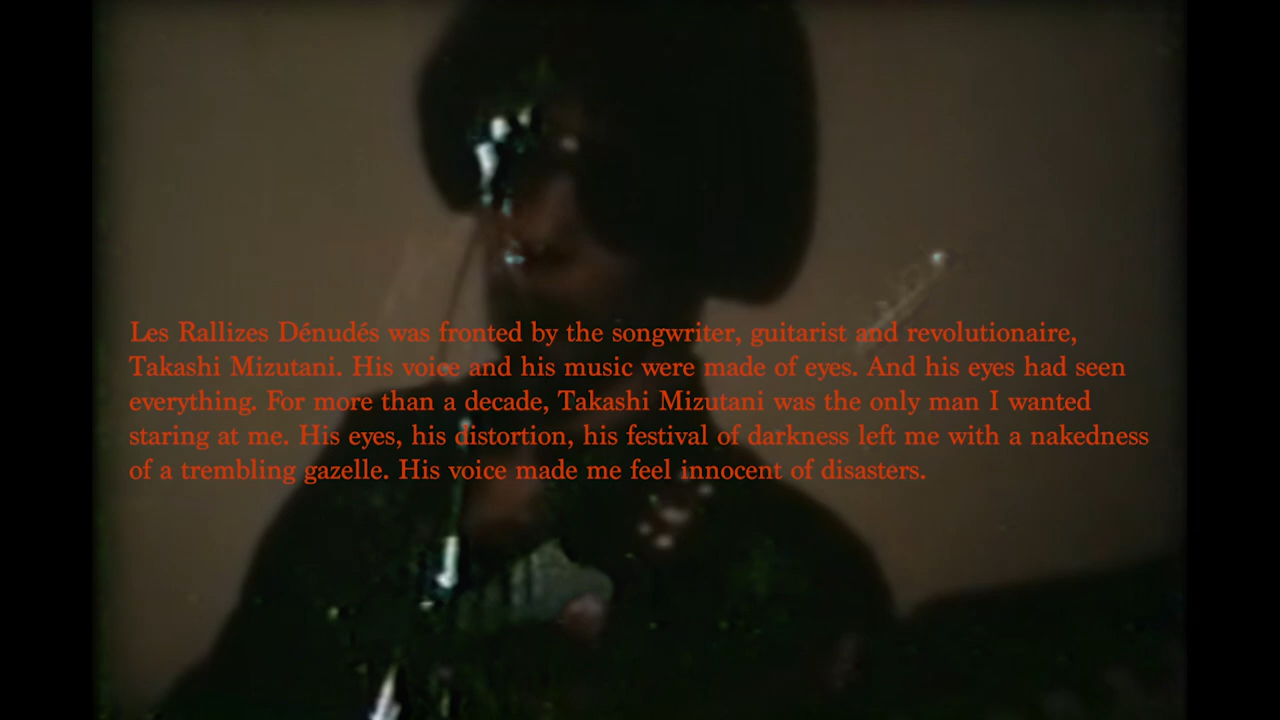 Les Rallizes Dénudés was fronted by the songwriter, guitarist and revolutionaire,
Takashi Mizutani. His voice and his music were made of eyes. And his eyes had seen
everything. For more than a decade, Takashi Mizutani was the only man I wanted
staring at me. His eyes, his distortion, his festival of darkness left me with a nakedness
of a trembling gazelle. His voice made me feel innocent of disasters.